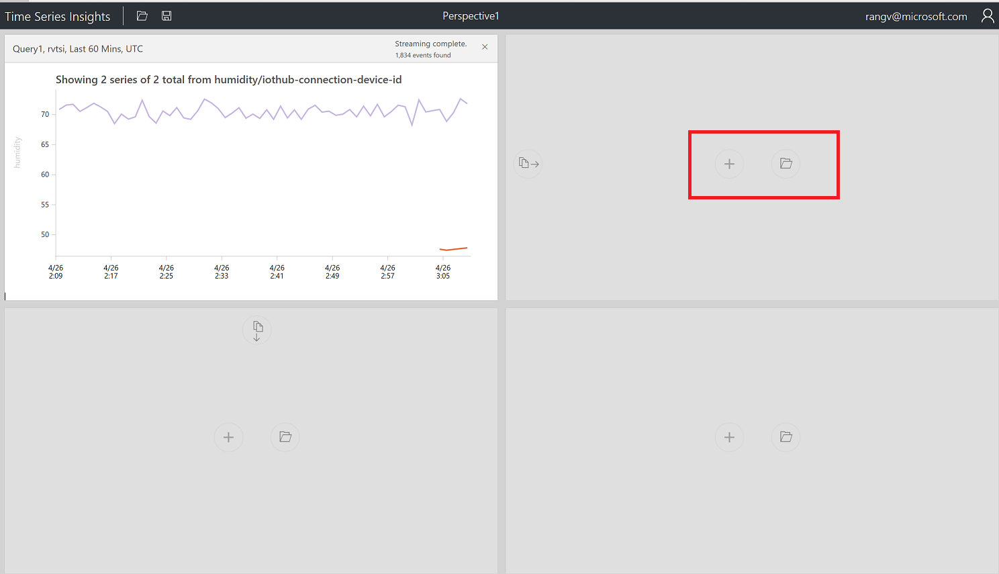 Time Series Insights
Perspective1
rangv@microsoft.com
Query1, rvtsi, Last 60 Mins, UTC
Streaming complete.
1,834 events found
Showing 2 series of 2 total from humidity/iothub-connection-device-id
humidity
70
65
60
55
50
4/26 4/26 4/26 4/26 4/26 4/26 4/26 4/26
2:09 2:17 2:25 2:33 2:41 2:49 2:57 3:05